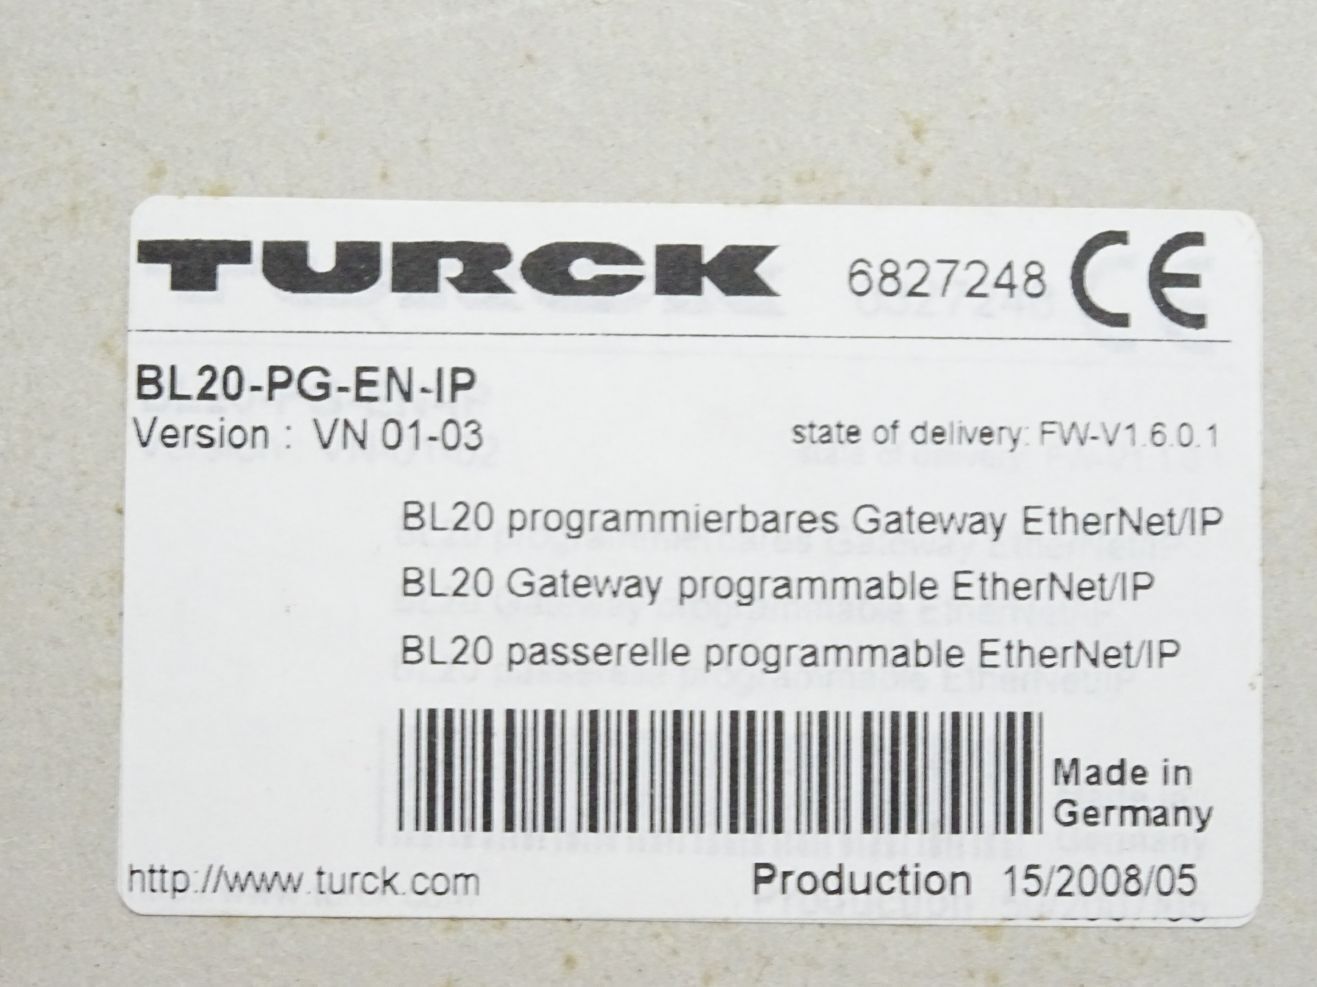 TURCK 6827248 CE
BL20-PG-EN-IP
Version : VN 01-03 state of delivery: FW-V1.6.0.1
BL20 programmierbares Gateway EtherNet/IP
BL20 Gateway programmable EtherNet/IP
BL20 passerelle programmable EtherNet/IP
Made in
Germany
http://www.turck.com Production 15/2008/05